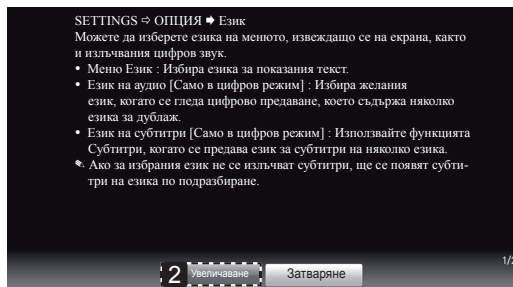 SETTINGS ⇨ ОПЦИЯ ➧ Език
Можете да изберете езика на менюто, извеждащо се на екрана, както
и излъчвания цифров звук.
• Меню Език : Избира езика за показания текст.
• Език на аудио [Само в цифров режим] : Избира желания
език, когато се гледа цифрово предаване, което съдържа няколко
езика за дублаж.
• Език на субтитри [Само в цифров режим] : Използвайте функцията
Субтитри, когато се предава език за субтитри на няколко езика.
✎ Ако за избрания език не се излъчват субтитри, ще се появят субти-
три на езика по подразбиране.
1/2
2 Увеличаване Затваряне